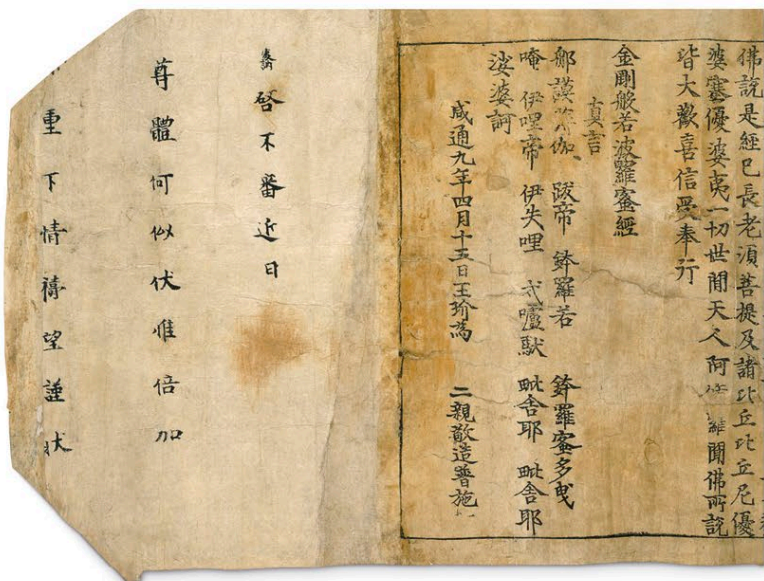 佛說是經已長老須菩提及諸比丘比丘尼優
婆塞優婆夷一切世間天人阿修羅聞佛所說
皆大歡喜信受奉行
金剛般若波羅蜜經
真言
那謨薄伽 跋帝 鉢羅若 鉢羅蜜多曳
唵 伊哩帝 伊失哩 戍嚧馱 毗舍耶 毗舍耶
娑婆訶
咸通九年四月十五日王玠為 二親敬造普施
啓不審近日
尊體何似伏惟倍加
重下情禱望謹狀